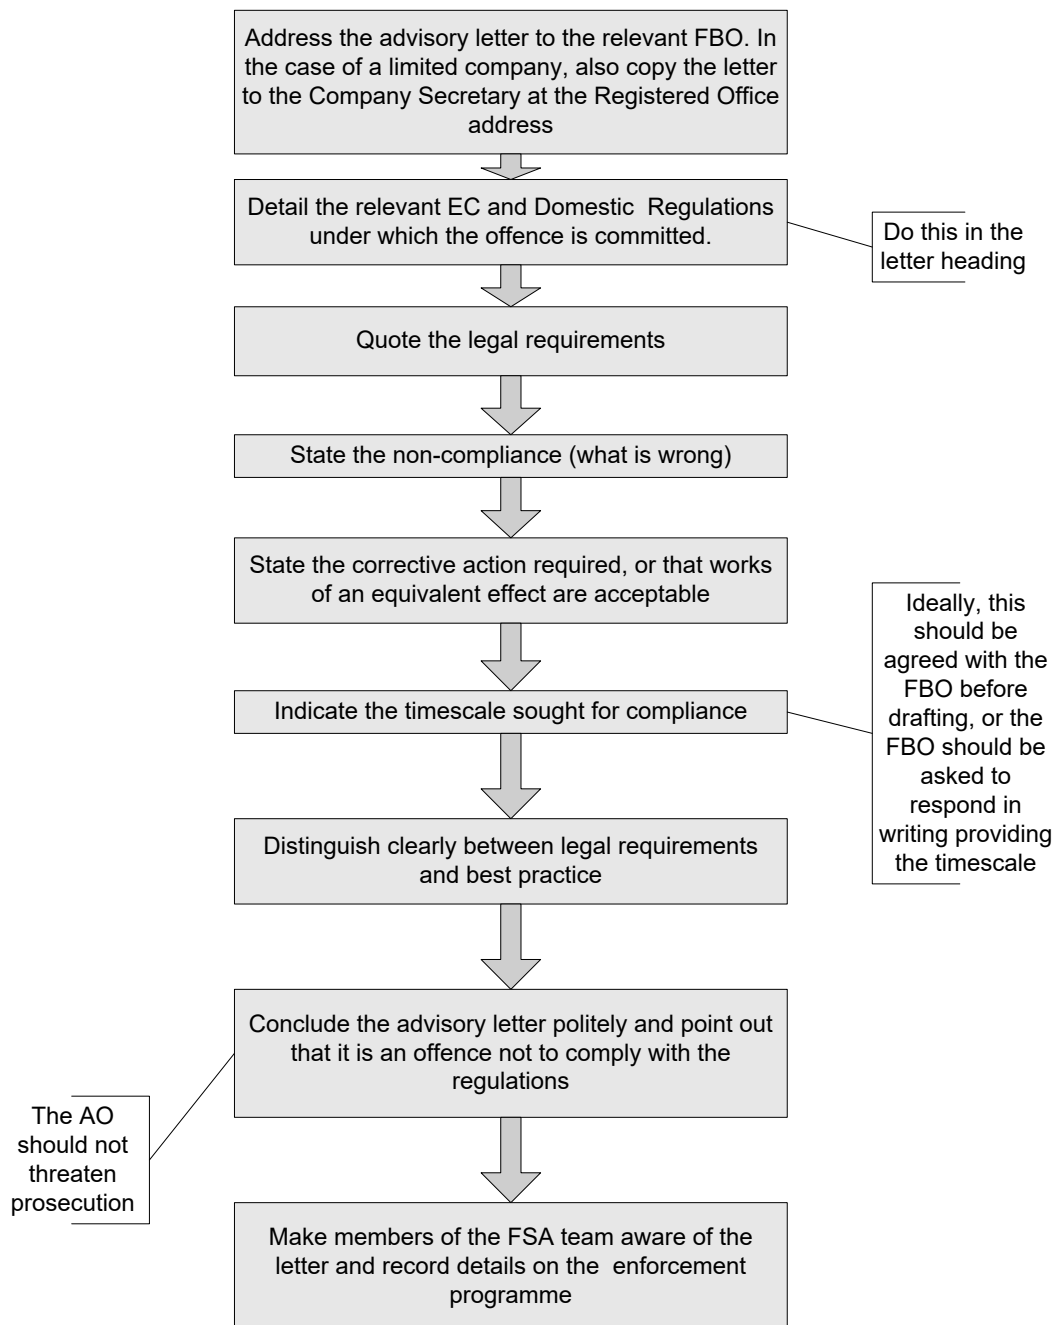 Address the advisory letter to the relevant FBO. In
the case of a limited company, also copy the letter
to the Company Secretary at the Registered Office
address
Detail the relevant EC and Domestic  Regulations
under which the offence is committed.
Do this in the
letter heading
Quote the legal requirements
State the non-compliance (what is wrong)
State the corrective action required, or that works
of an equivalent effect are acceptable
Indicate the timescale sought for compliance
Ideally, this
should be
agreed with the
FBO before
drafting, or the
FBO should be
asked to
respond in
writing providing
the timescale
Distinguish clearly between legal requirements
and best practice
Conclude the advisory letter politely and point out
that it is an offence not to comply with the
regulations
The AO
should not
threaten
prosecution
Make members of the FSA team aware of the
letter and record details on the  enforcement
programme